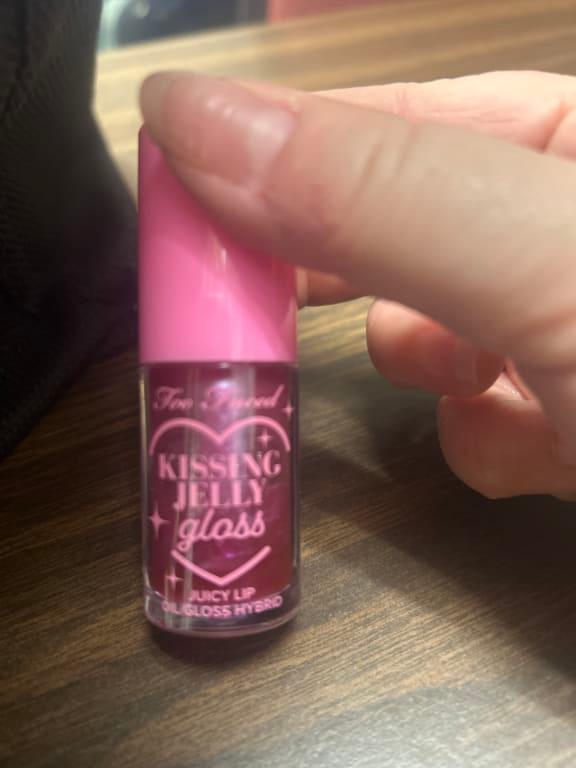 Too Faced
KISSING
JELLY
gloss
JUICY LIP
OIL/GLOSS HYBRID